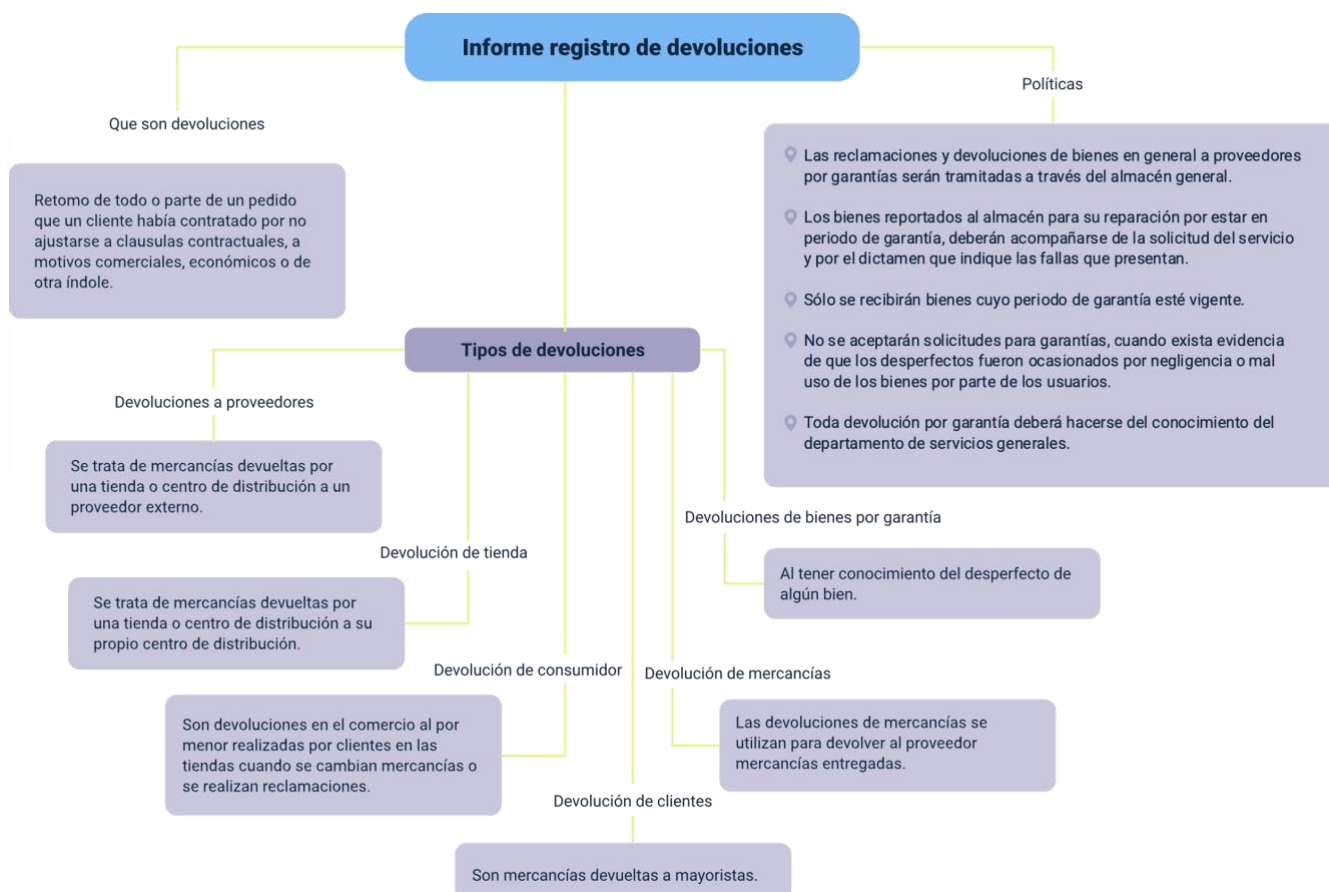 Informe registro de devoluciones
Que son devoluciones
Retomo de todo o parte de un pedido
que un cliente había contratado por no
ajustarse a clausulas contractuales, a
motivos comerciales, económicos o de
otra índole.
Políticas
Las reclamaciones y devoluciones de bienes en general a proveedores
por garantías serán tramitadas a través del almacén general.
Los bienes reportados al almacén para su reparación por estar en
periodo de garantía, deberán acompañarse de la solicitud del servicio
y por el dictamen que indique las fallas que presentan.
Sólo se recibirán bienes cuyo periodo de garantía esté vigente.
No se aceptarán solicitudes para garantías, cuando exista evidencia
de que los desperfectos fueron ocasionados por negligencia o mal
uso de los bienes por parte de los usuarios.
Toda devolución por garantía deberá hacerse del conocimiento del
departamento de servicios generales.
Tipos de devoluciones
Devoluciones a proveedores
Se trata de mercancías devueltas por
una tienda o centro de distribución a un
proveedor externo.
Devolución de tienda
Se trata de mercancías devueltas por
una tienda o centro de distribución a su
propio centro de distribución.
Devolución de consumidor
Son devoluciones en el comercio al por
menor realizadas por clientes en las
tiendas cuando se cambian mercancías o
se realizan reclamaciones.
Devolución de clientes
Son mercancías devueltas a mayoristas.
Devolución de mercancías
Las devoluciones de mercancías se
utilizan para devolver al proveedor
mercancías entregadas.
Devoluciones de bienes por garantía
Al tener conocimiento del desperfecto de
algún bien.